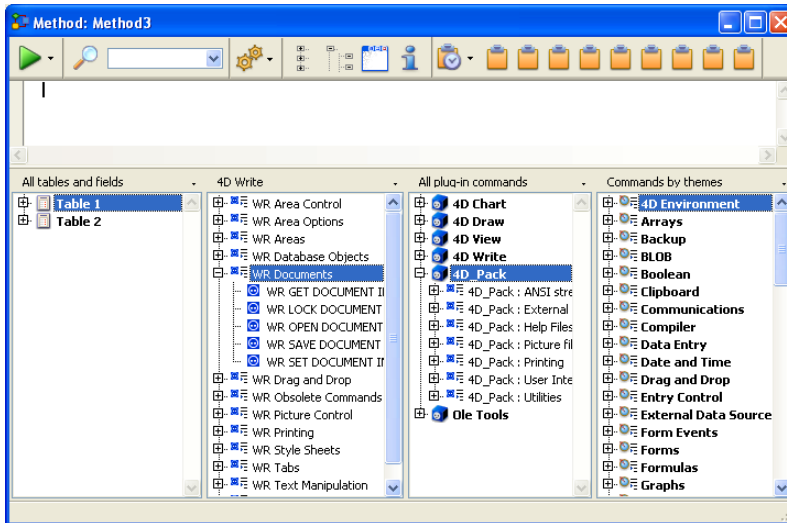 Method: Method3
All tables and fields
Table 1
Table 2
4D Write
WR Area Control
WR Area Options
WR Areas
WR Database Objects
WR Documents
WR GET DOCUMENT I
WR LOCK DOCUMENT
WR OPEN DOCUMENT
WR SAVE DOCUMENT
WR SET DOCUMENT IN
WR Drag and Drop
WR Obsolete Commands
WR Picture Control
WR Printing
WR Style Sheets
WR Tabs
WR Text Manipulation
All plug-in commands
4D Chart
4D Draw
4D View
4D Write
4D_Pack
4D_Pack : ANSI stre
4D_Pack : External
4D_Pack : Help Files
4D_Pack : Picture fil
4D_Pack : Printing
4D_Pack : User Inte
4D_Pack : Utilities
Ole Tools
Commands by themes
4D Environment
Arrays
Backup
BLOB
Boolean
Clipboard
Communications
Compiler
Data Entry
Date and Time
Drag and Drop
Entry Control
External Data Source
Form Events
Forms
Formulas
Graphs